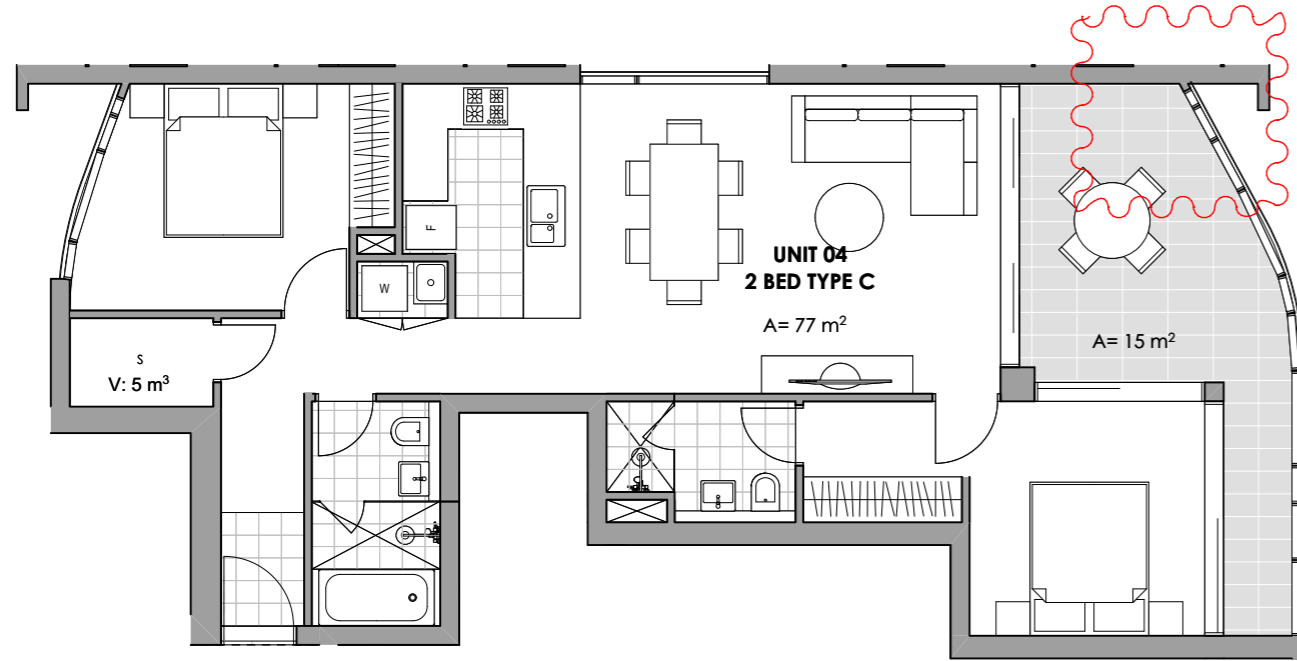 F
UNIT 04
2 BED TYPE C
W
A= 77 m²
A= 15 m²
S
V: 5 m³